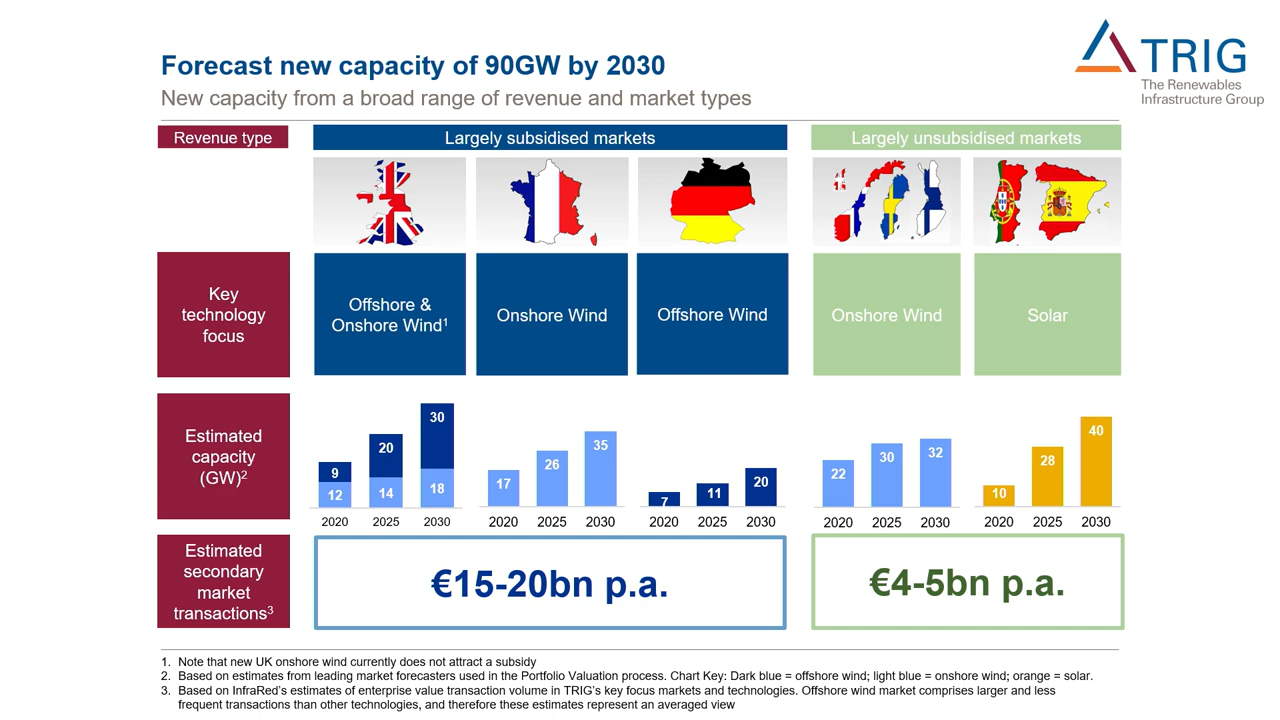 Forecast new capacity of 90GW by 2030
New capacity from a broad range of revenue and market types
TRIG
The Renewables
Infrastructure Group
Revenue type
Largely subsidised markets
Largely unsubsidised markets
Key
technology
focus
Offshore &
Onshore Wind¹
Onshore Wind
Offshore Wind
Onshore Wind
Solar
Estimated
capacity
(GW)²
9
12
20
14
30
18
2020 2025 2030
17
26
35
2020 2025 2030
7
11
20
2020 2025 2030
22
30
32
2020 2025 2030
10
28
40
2020 2025 2030
Estimated
secondary
market
transactions³
€15-20bn p.a.
€4-5bn p.a.
1. Note that new UK onshore wind currently does not attract a subsidy
2. Based on estimates from leading market forecasters used in the Portfolio Valuation process. Chart Key: Dark blue = offshore wind; light blue = onshore wind; orange = solar.
3. Based on InfraRed's estimates of enterprise value transaction volume in TRIG's key focus markets and technologies. Offshore wind market comprises larger and less
frequent transactions than other technologies, and therefore these estimates represent an averaged view